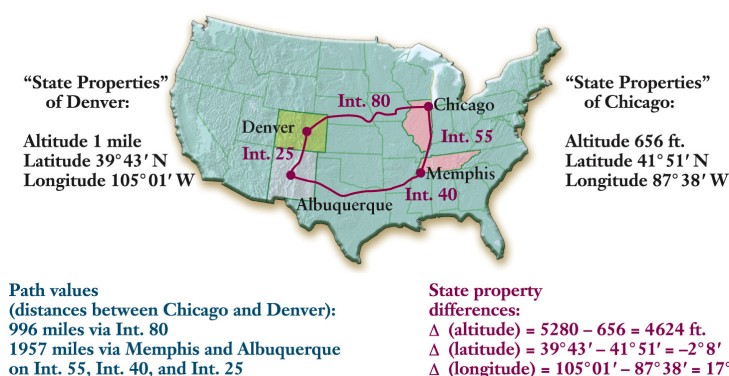 “State Properties”
of Denver:
Altitude 1 mile
Latitude 39°43′ N
Longitude 105°01′ W
Int. 80
Chicago
Denver
Int. 55
Int. 25
Memphis
Int. 40
Albuquerque
“State Properties”
of Chicago:
Altitude 656 ft.
Latitude 41°51′ N
Longitude 87°38′ W
Path values
(distances between Chicago and Denver):
996 miles via Int. 80
1957 miles via Memphis and Albuquerque
on Int. 55, Int. 40, and Int. 25
State property
differences:
Δ (altitude) = 5280 – 656 = 4624 ft.
Δ (latitude) = 39°43′ – 41°51′ = –2°8′
Δ (longitude) = 105°01′ – 87°38′ = 17°